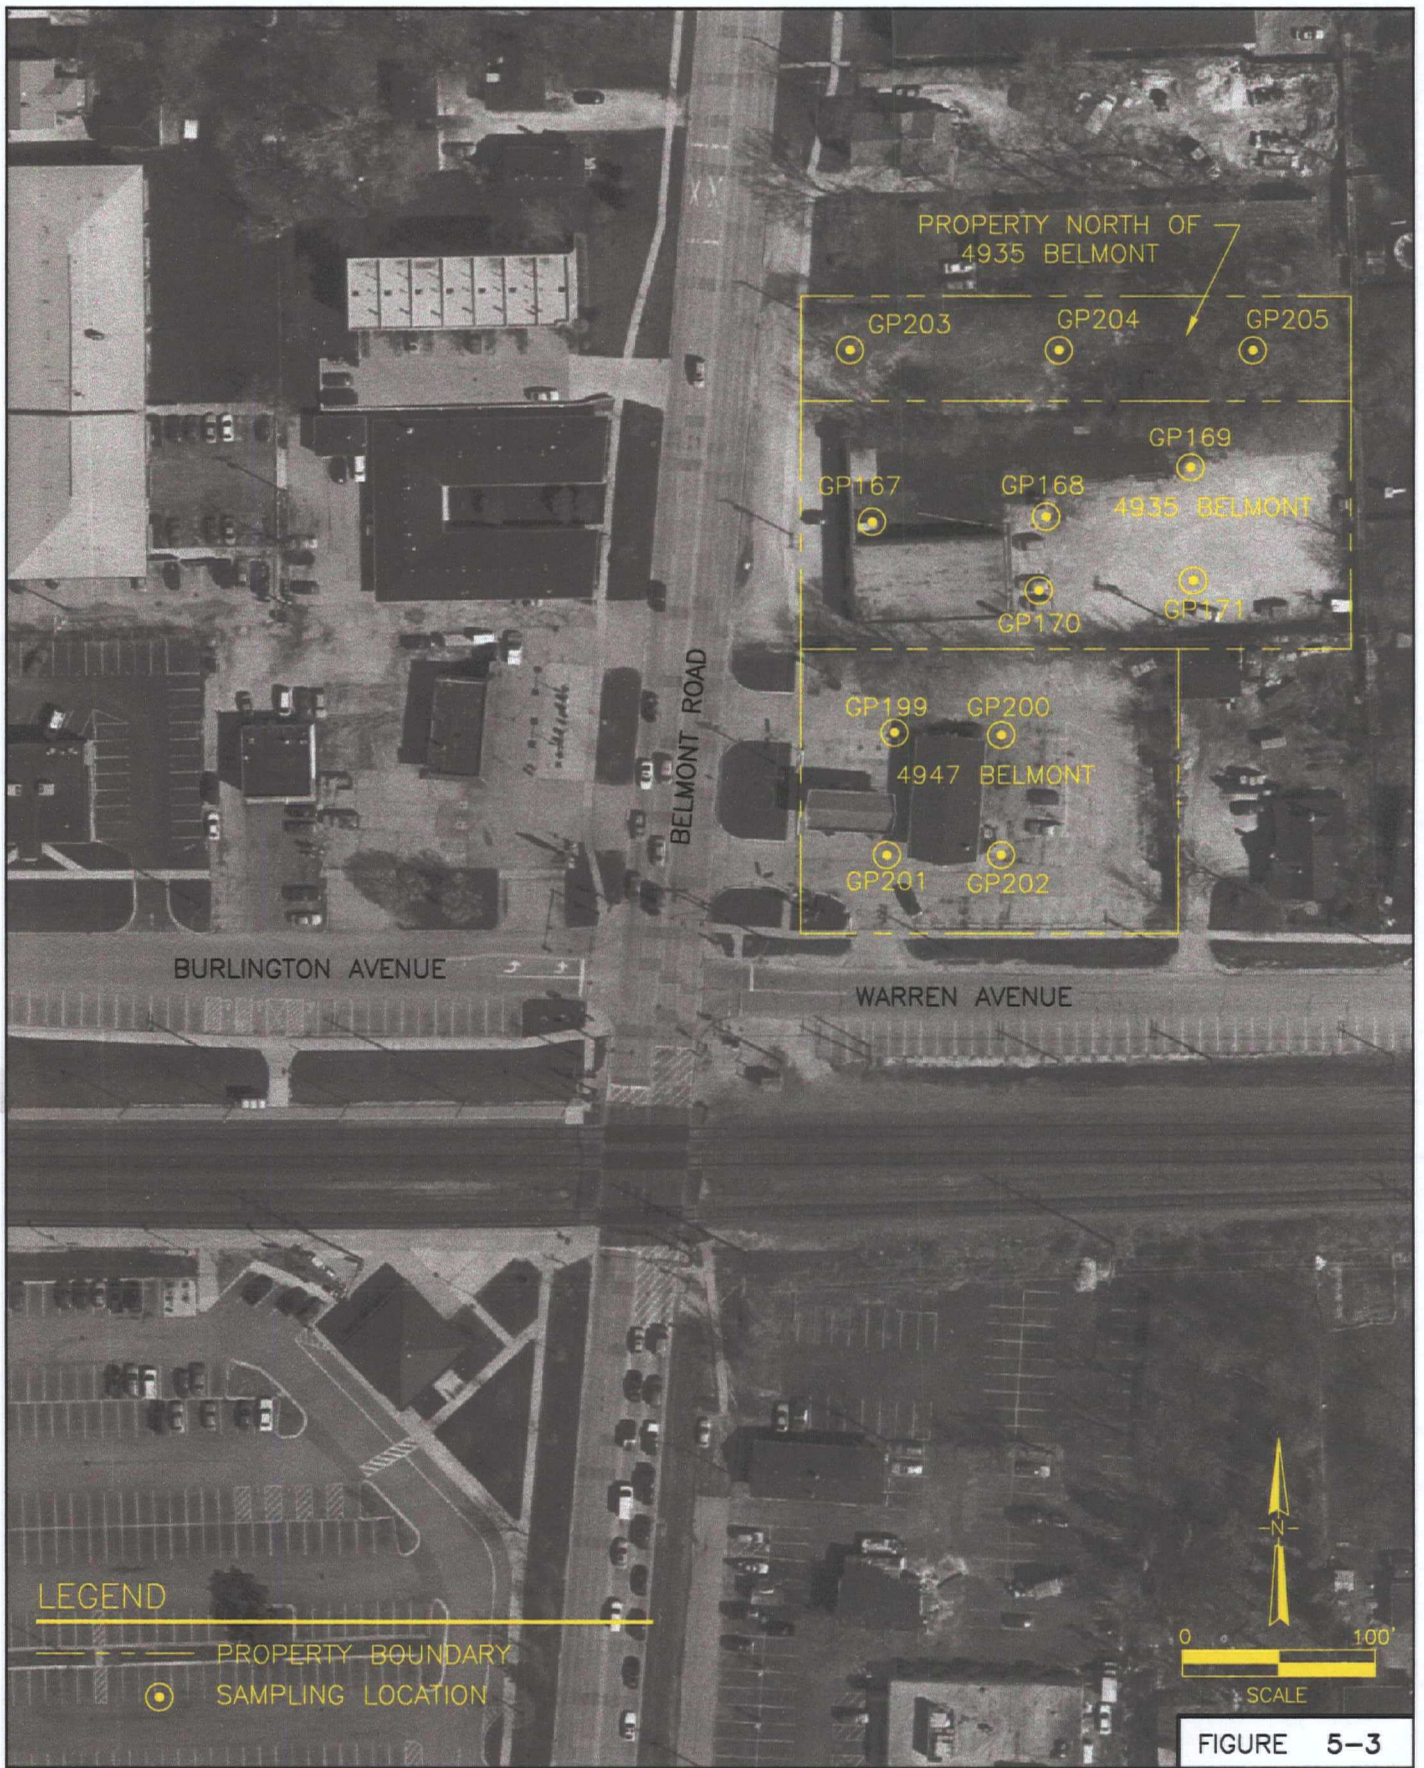 PROPERTY NORTH OF
4935 BELMONT
GP203
GP204
GP205
GP169
GP167
GP168
4935 BELMONT
GP170
GP171
BELMONT ROAD
GP199
GP200
4947 BELMONT
GP201
GP202
BURLINGTON AVENUE
WARREN AVENUE
N
LEGEND
PROPERTY BOUNDARY
SAMPLING LOCATION
0 100'
SCALE
FIGURE 5-3